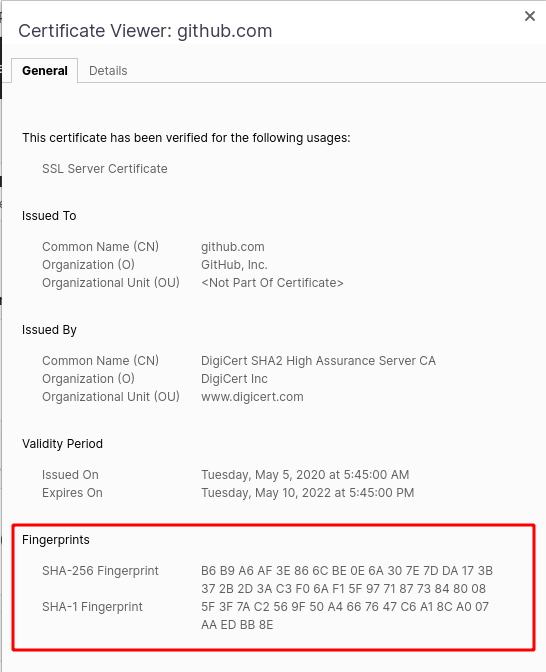 Certificate Viewer: github.com
General Details
This certificate has been verified for the following usages:
SSL Server Certificate
Issued To
Common Name (CN) github.com
Organization (O) GitHub, Inc.
Organizational Unit (OU) <Not Part Of Certificate>
Issued By
Common Name (CN) DigiCert SHA2 High Assurance Server CA
Organization (O) DigiCert Inc
Organizational Unit (OU) www.digicert.com
Validity Period
Issued On Tuesday, May 5, 2020 at 5:45:00 AM
Expires On Tuesday, May 10, 2022 at 5:45:00 PM
Fingerprints
SHA-256 Fingerprint B6 B9 A6 AF 3E 86 6C BE 0E 6A 30 7E 7D DA 17 3B
37 2B 2D 3A C3 F0 6A F1 5F 97 71 87 73 84 80 08
SHA-1 Fingerprint 5F 3F 7A C2 56 9F 50 A4 66 76 47 C6 A1 8C A0 07
AA ED BB 8E